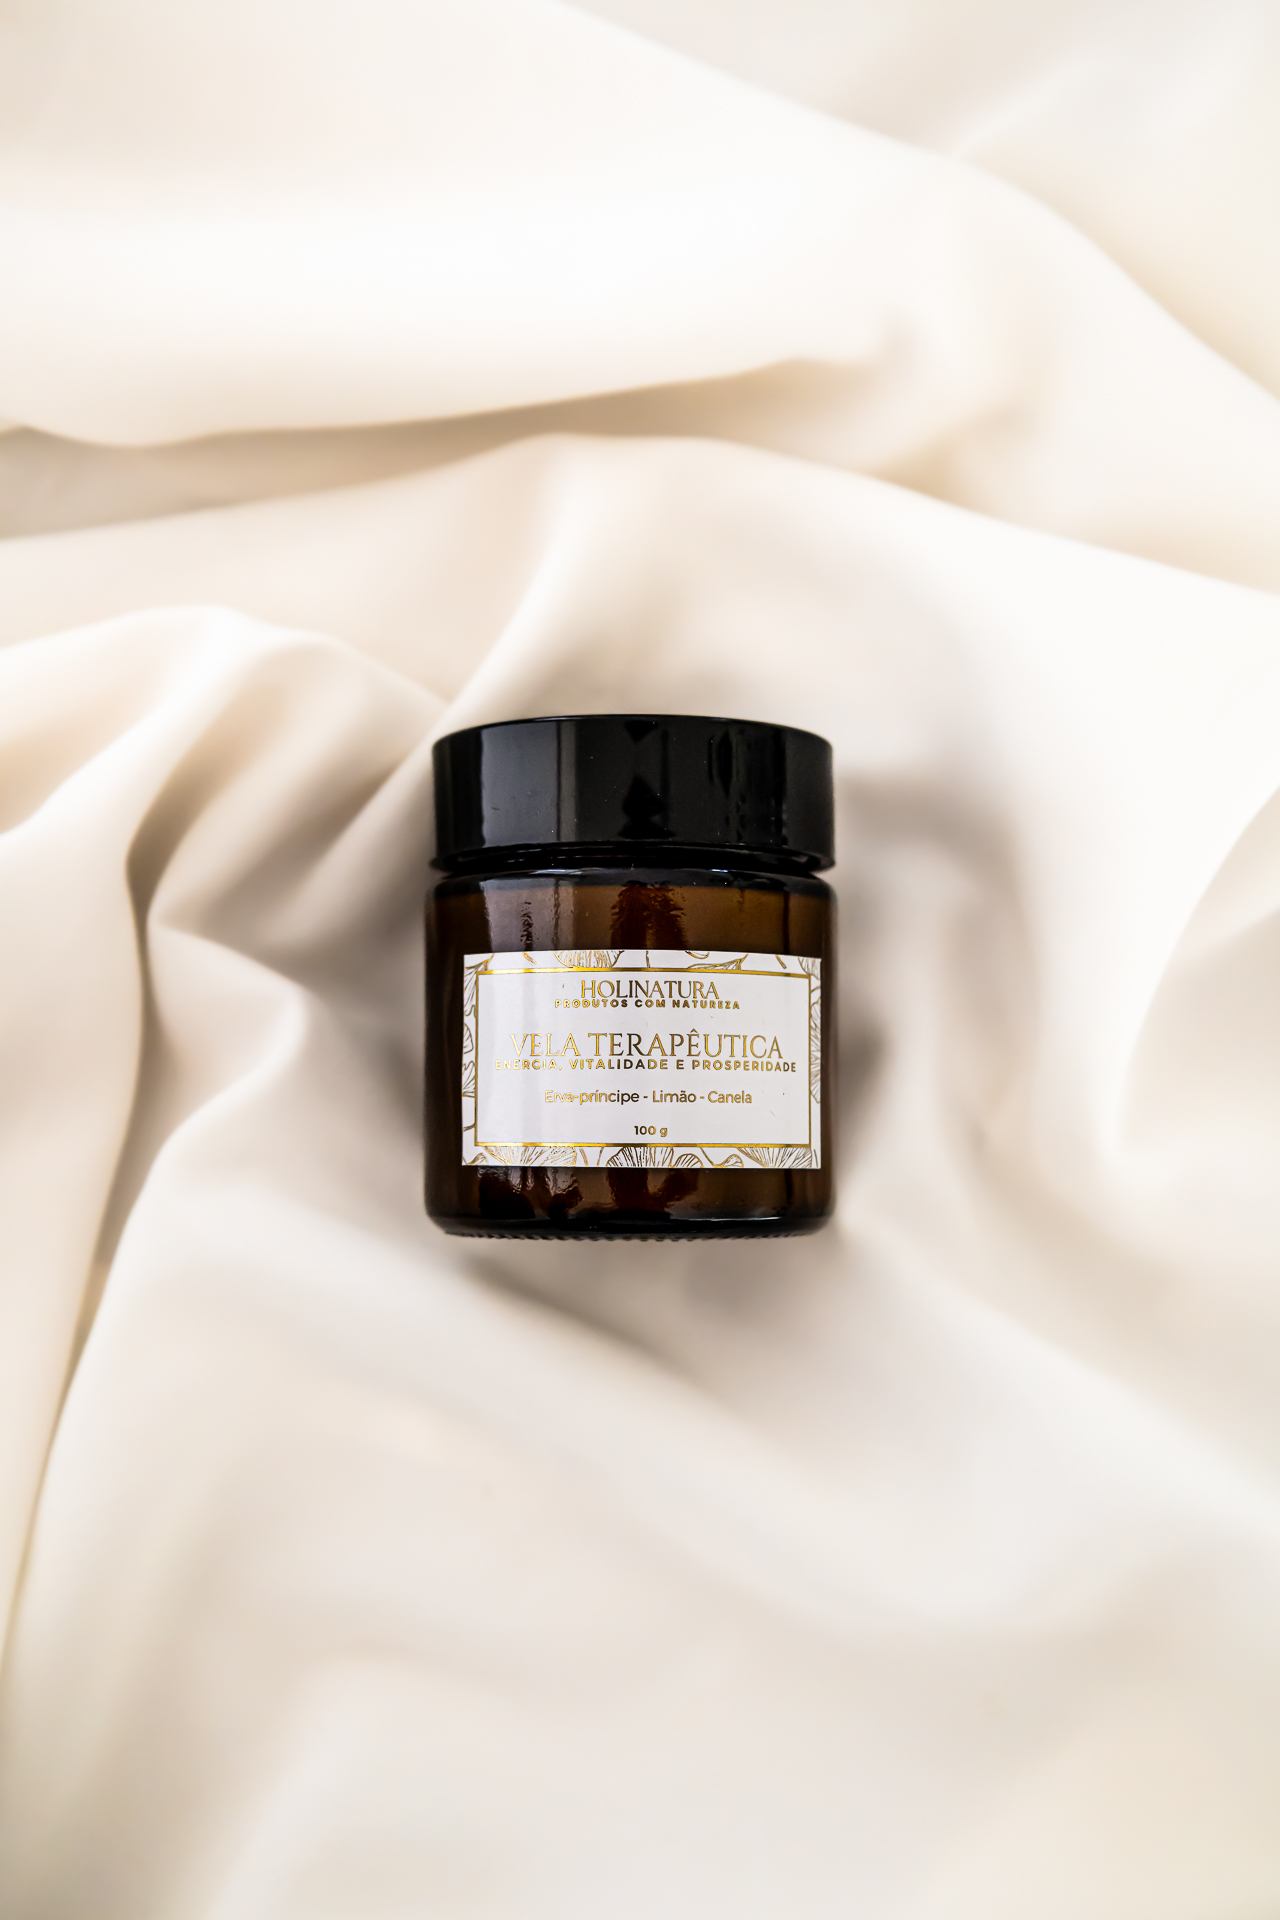 HOLINATURA
PRODUTOS COM NATUREZA
VELA TERAPÊUTICA
ENERGIA, VITALIDADE E PROSPERIDADE
Erva-príncipe - Limão - Canela
100 g